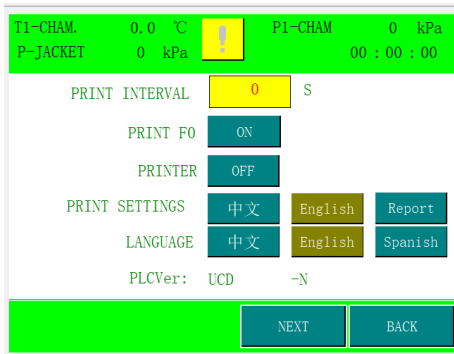 T1-CHAM. 0.0 ℃ ! P1-CHAM 0 kPa
P-JACKET 0 kPa 00 : 00 : 00
PRINT INTERVAL 0 S
PRINT F0 ON
PRINTER OFF
PRINT SETTINGS 中文 English Report
LANGUAGE 中文 English Spanish
PLCVer: UCD -N
NEXT BACK